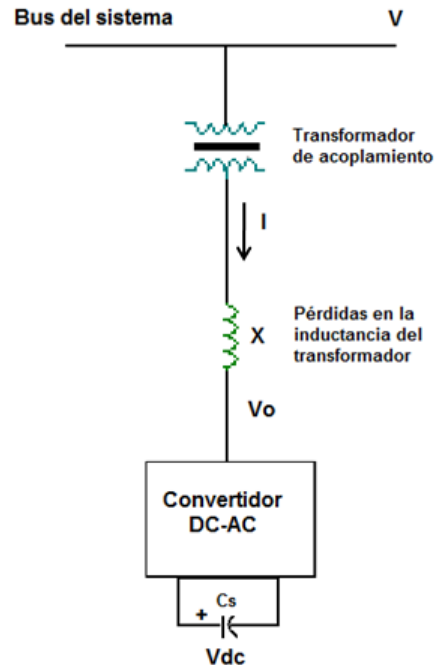 Bus del sistema
V
Transformador
de acoplamiento
I
Pérdidas en la
inductancia del
transformador
X
Vo
Convertidor
DC-AC
Cs
+
Vdc